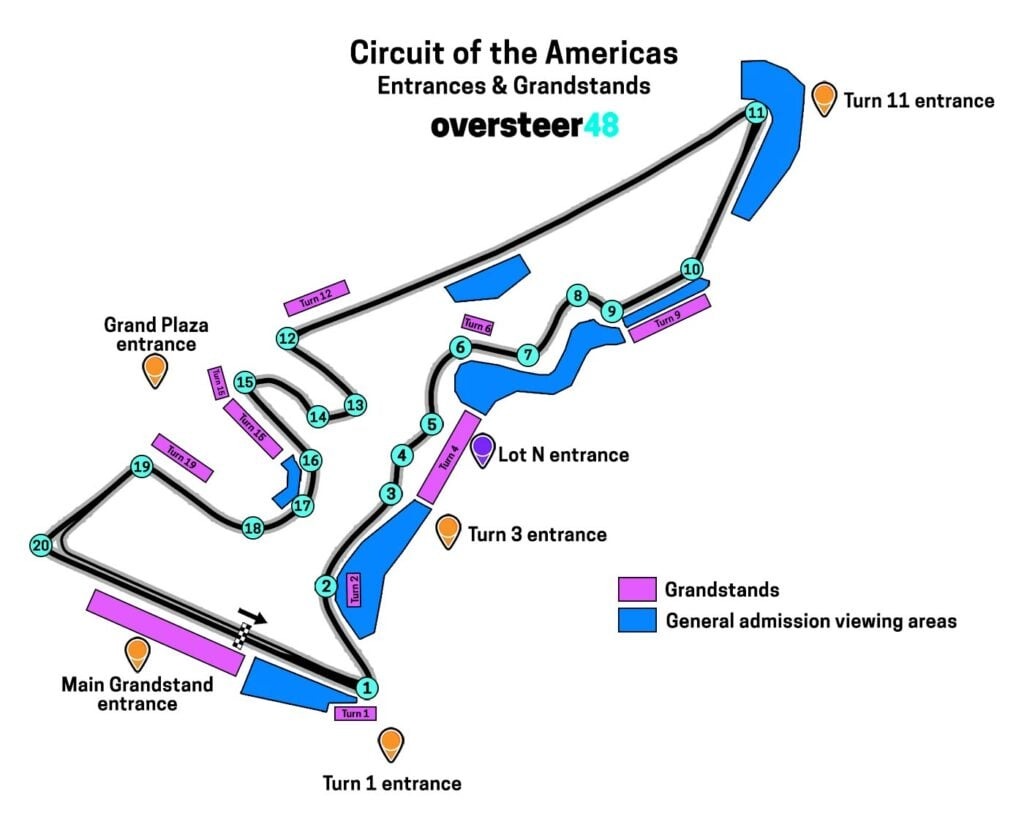 Circuit of the Americas
Entrances & Grandstands
oversteer48
11
Turn 11 entrance
10
8
9
Turn 9
Turn 12
Turn 6
12
6
7
Grand Plaza
entrance
15
Turn 15
13
14
Turn 15
5
Turn 4
Lot N entrance
Turn 19
19
16
4
3
17
18
Turn 3 entrance
20
2
Turn 2
Grandstands
General admission viewing areas
Main Grandstand
entrance
1
Turn 1
Turn 1 entrance